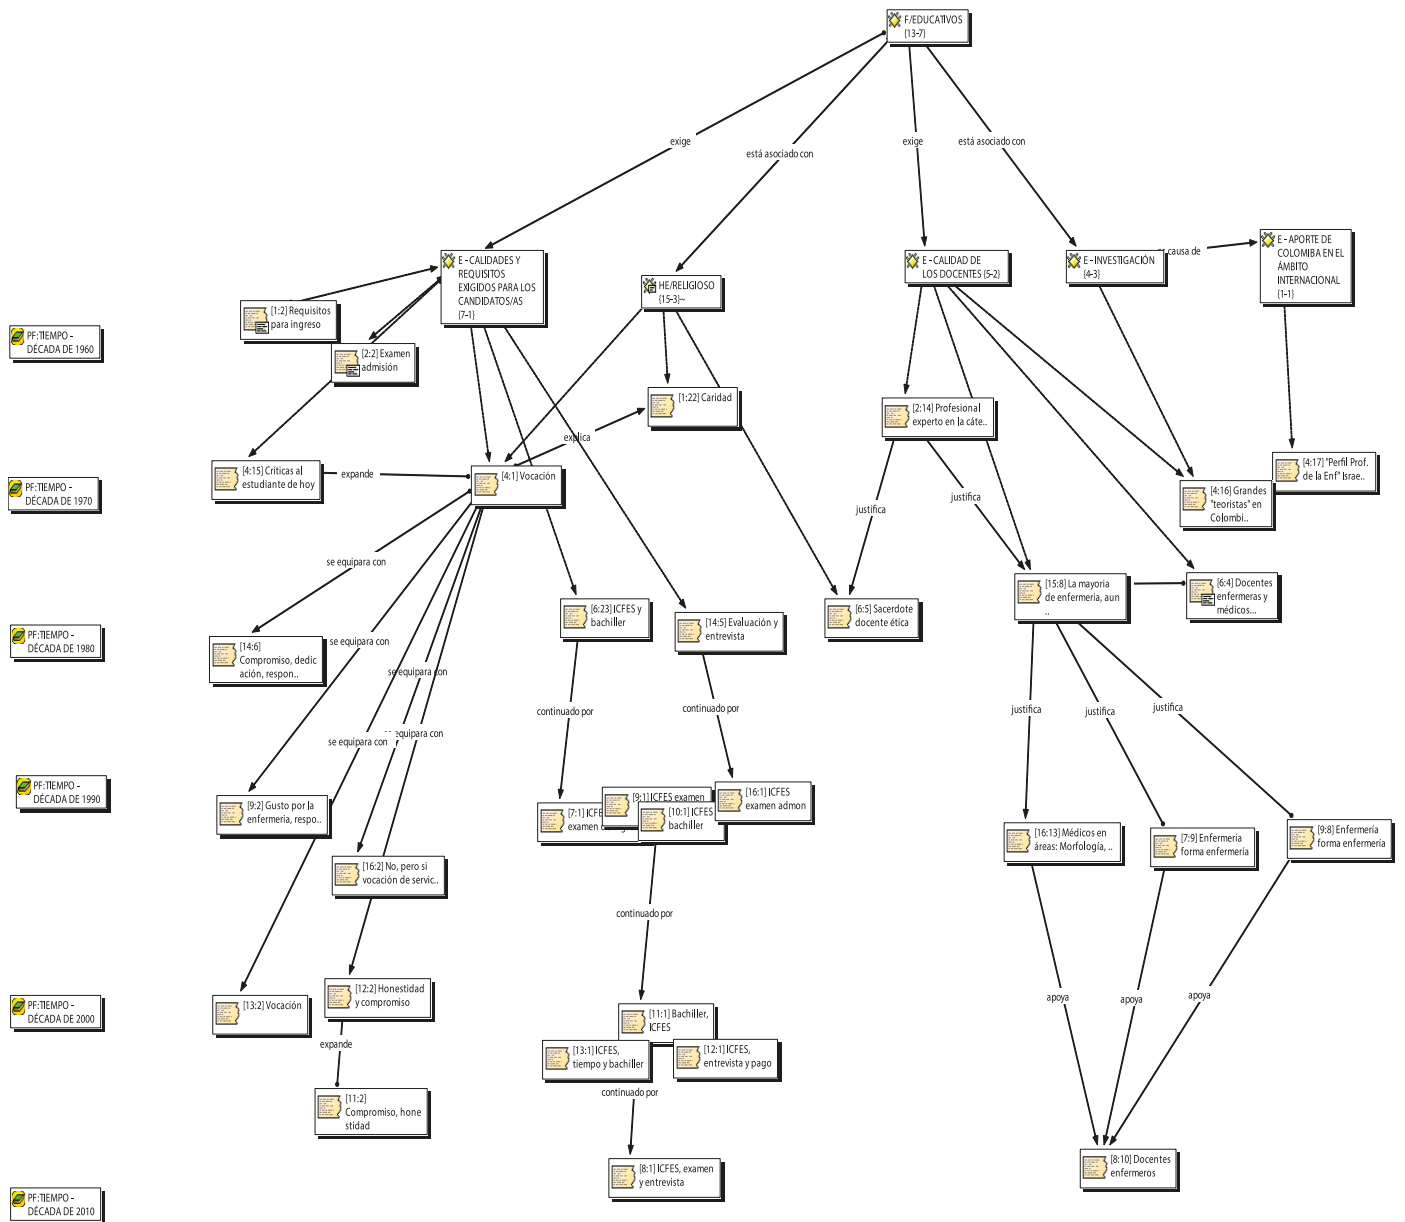 F/EDUCATIVOS
{13-7}
exige
está asociado con
exige
está asociado con
E - CALIDADES Y
REQUISITOS
EXIGIDOS PARA LOS
CANDIDATOS/AS
{7-1}
HE/RELIGIOSO
{15-3}~
E - CALIDAD DE
LOS DOCENTES {5-2}
E - INVESTIGACIÓN
{4-3}
causa de
E - APORTE DE
COLOMBIA EN EL
ÁMBITO
INTERNACIONAL
{1-1}
[1:2] Requisitos
para ingreso
PF:TIEMPO -
DÉCADA DE 1960
[2:2] Examen
admisión
[1:22] Caridad
[2:14] Profesional
experto en la cáte..
explica
[4:15] Críticas al
estudiante de hoy
expande
[4:1] Vocación
PF:TIEMPO -
DÉCADA DE 1970
[4:17] "Perfil Prof.
de la Enf" Israe..
[4:16] Grandes
"teoristas" en
Colombi..
justifica
justifica
se equipara con
[6:23] ICFES y
bachiller
[14:5] Evaluación y
entrevista
[6:5] Sacerdote
docente ética
[15:8] La mayoria
de enfermeria, aun
..
[6:4] Docentes
enfermeras y
médicos...
PF:TIEMPO -
DÉCADA DE 1980
[14:6]
Compromiso, dedic
ación, respon..
se equipara con
se equipara con
continuado por
continuado por
justifica
justifica
justifica
se equipara con
equipara con
PF:TIEMPO -
DÉCADA DE 1990
[9:2] Gusto por la
enfermeria, respo..
[7:1] ICFE
examen
[9:1] ICFES examen
[10:1] ICFES
bachiller
[16:1] ICFES
examen admon
[16:13] Médicos en
áreas: Morfología, ..
[7:9] Enfermería
forma enfermería
[9:8] Enfermería
forma enfermería
[16:2] No, pero si
vocación de servic..
continuado por
PF:TIEMPO -
DÉCADA DE 2000
[13:2] Vocación
[12:2] Honestidad
y compromiso
expande
[11:1] Bachiller,
ICFES
[13:1] ICFES,
tiempo y bachiller
[12:1] ICFES,
entrevista y pago
apoya
apoya
apoya
continuado por
[11:2]
Compromiso, hone
stidad
[8:1] ICFES, examen
y entrevista
[8:10] Docentes
enfermeros
PF:TIEMPO -
DÉCADA DE 2010